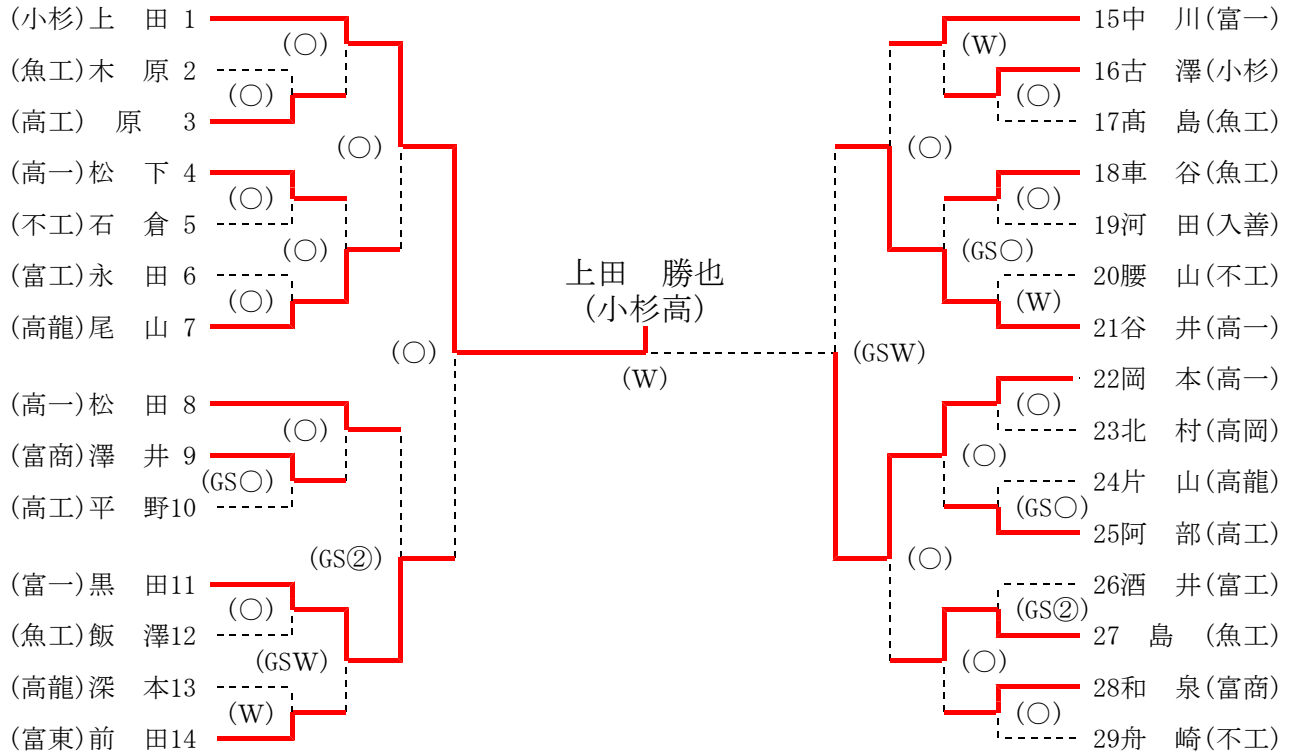 (小杉)上　田 1
(○)
(魚工)木　原 2
(○)
(高工)　原　 3
(○)
(高一)松　下 4
(○)
(不工)石　倉 5
(○)
(富工)永　田 6
(○)
(高龍)尾　山 7
(○)
(高一)松　田 8
(○)
(富商)澤　井 9
(GS○)
(高工)平　野10
(GS②)
(富一)黒　田11
(○)
(魚工)飯　澤12
(GSW)
(高龍)深　本13
(W)
(富東)前　田14
上田　勝也
(小杉高)
(W)
15中　川(富一)
(W)
16古　澤(小杉)
(○)
17髙　島(魚工)
(○)
18車　谷(魚工)
(○)
19河　田(入善)
(GS○)
20腰　山(不工)
(W)
21谷　井(高一)
(GSW)
22岡　本(高一)
(○)
23北　村(高岡)
(○)
24片　山(高龍)
(GS○)
25阿　部(高工)
(○)
26酒　井(富工)
(GS②)
27　島　(魚工)
(○)
28和　泉(富商)
(○)
29舟　崎(不工)